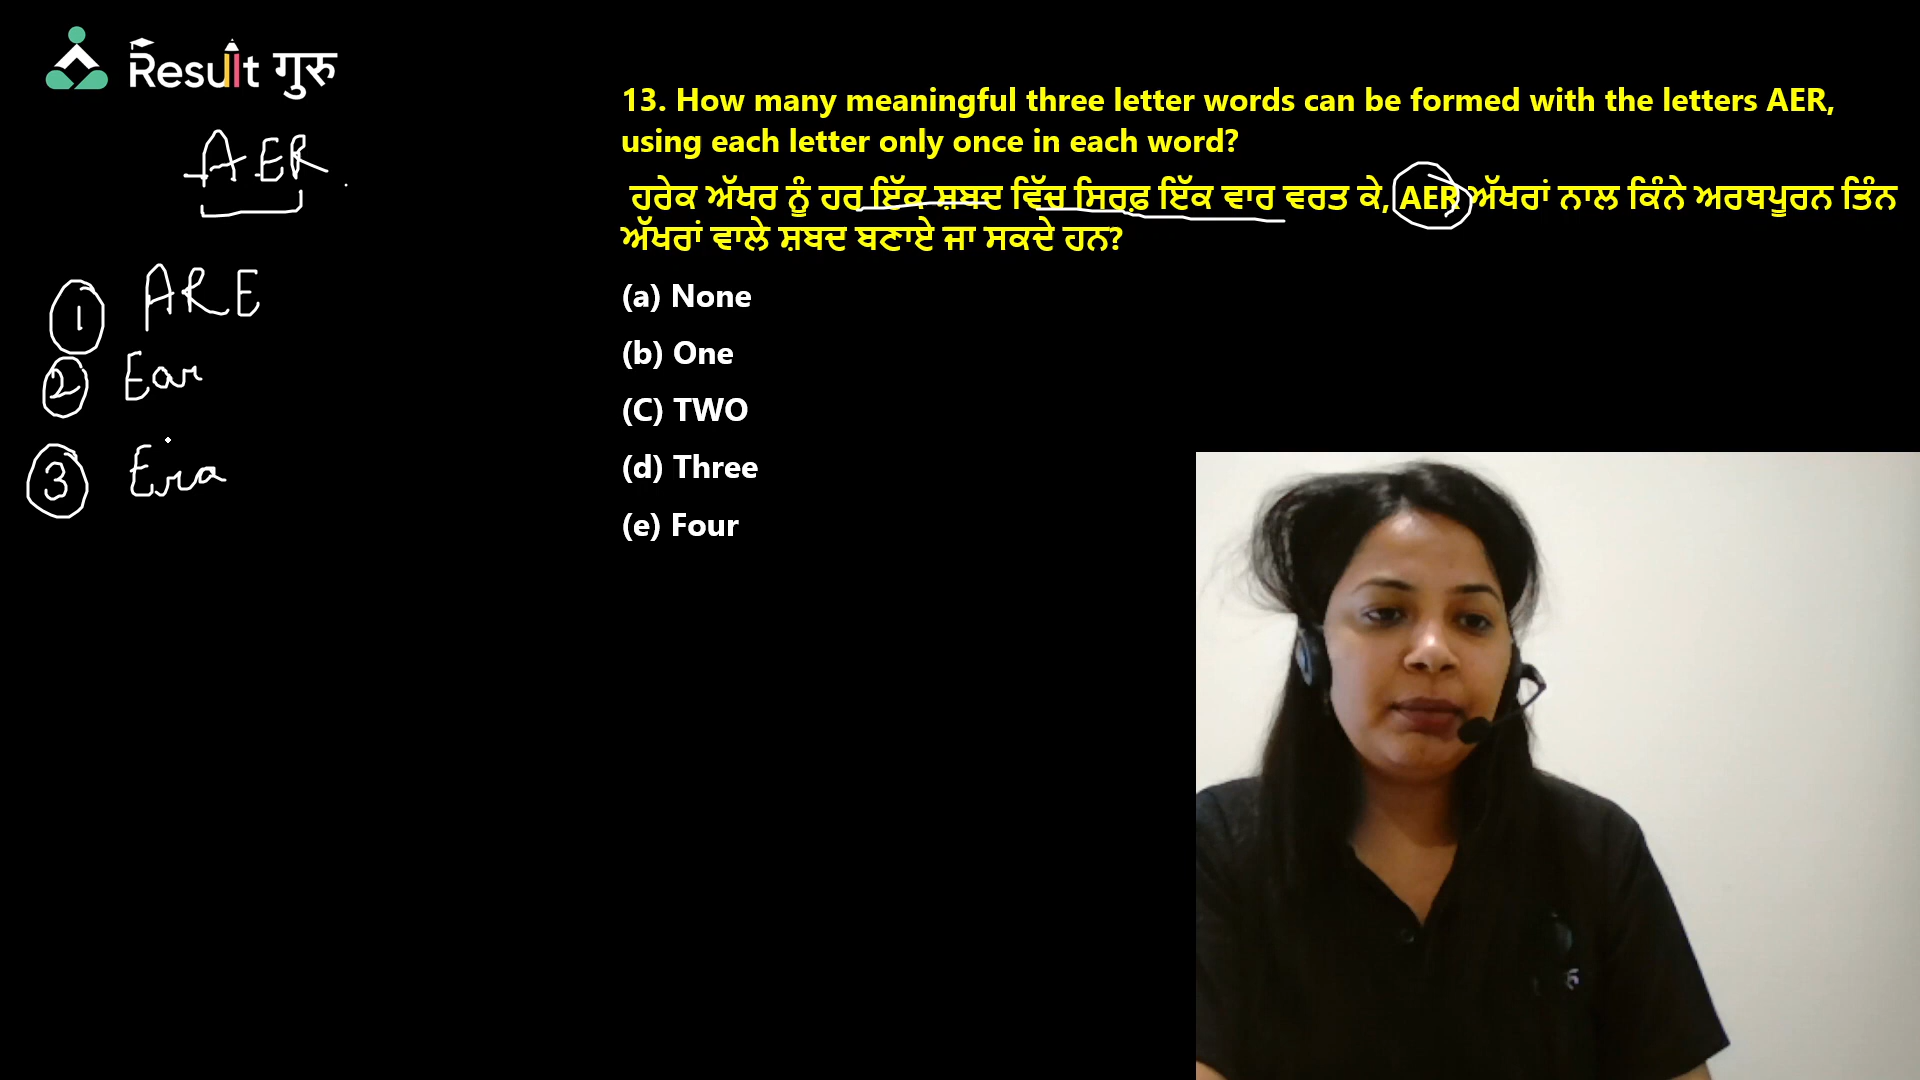 Result गुरु
AER
13. How many meaningful three letter words can be formed with the letters AER,
using each letter only once in each word?
ਹਰੇਕ ਅੱਖਰ ਨੂੰ ਹਰ ਇੱਕ ਸ਼ਬਦ ਵਿੱਚ ਸਿਰਫ਼ ਇੱਕ ਵਾਰ ਵਰਤ ਕੇ, AER ਅੱਖਰਾਂ ਨਾਲ ਕਿੰਨੇ ਅਰਥਪੂਰਨ ਤਿੰਨ
ਅੱਖਰਾਂ ਵਾਲੇ ਸ਼ਬਦ ਬਣਾਏ ਜਾ ਸਕਦੇ ਹਨ?
(a) None
(b) One
(C) TWO
(d) Three
(e) Four
1 ARE
2 Ear
3 Era